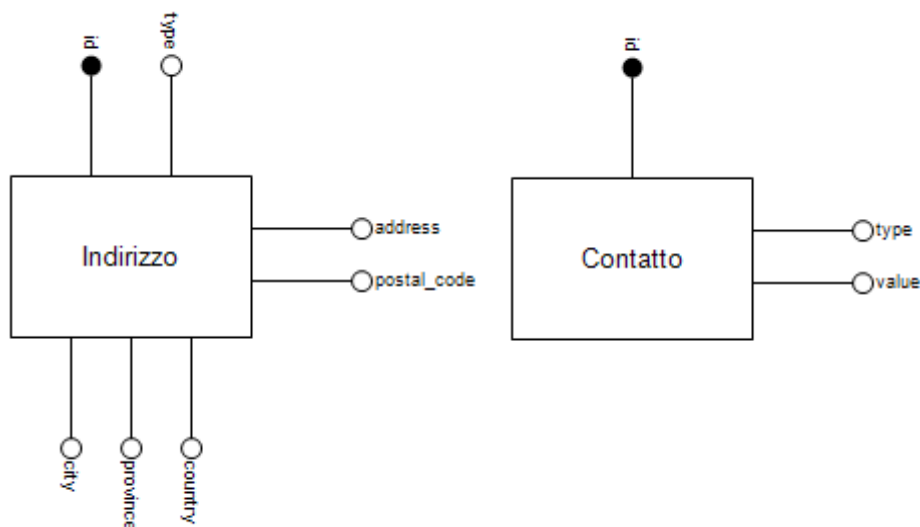 id
type
Indirizzo
address
postal_code
city
province
country
id
Contatto
type
value